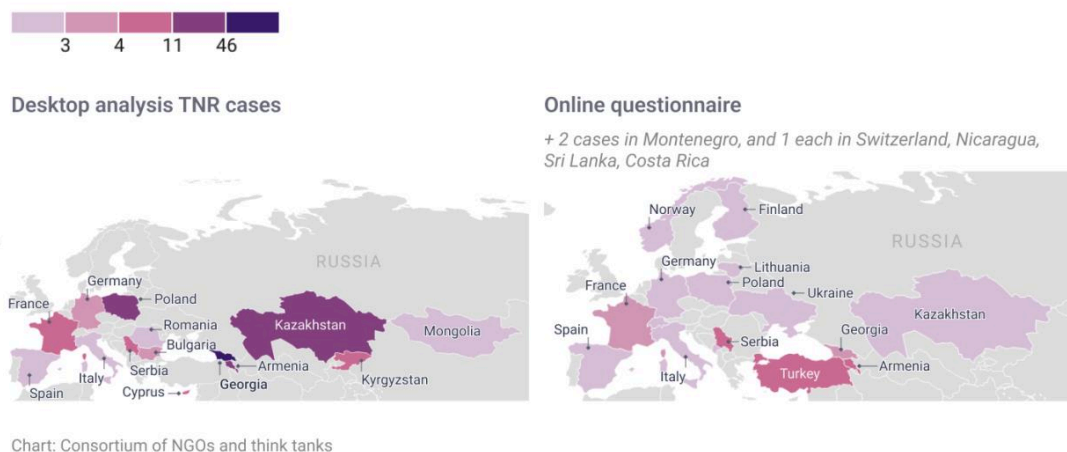 3 4 11 46
Desktop analysis TNR cases
RUSSIA
Germany
France
Poland
Kazakhstan
Mongolia
Romania
Bulgaria
Serbia
Armenia
Italy
Georgia
Kyrgyzstan
Spain
Cyprus
Online questionnaire
+ 2 cases in Montenegro, and 1 each in Switzerland, Nicaragua,
Sri Lanka, Costa Rica
Norway
Finland
RUSSIA
Germany
Lithuania
Poland
France
Ukraine
Kazakhstan
Spain
Georgia
Serbia
Armenia
Italy
Turkey
Chart: Consortium of NGOs and think tanks